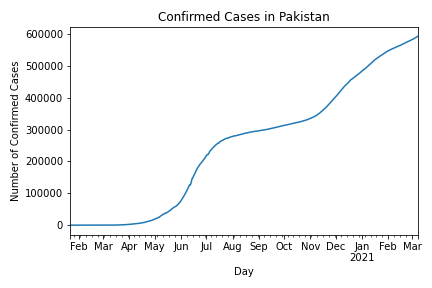 Confirmed Cases in Pakistan
Number of Confirmed Cases
600000
500000
400000
300000
200000
100000
0
Feb Mar Apr May Jun Jul Aug Sep Oct Nov Dec Jan Feb Mar
2021
Day